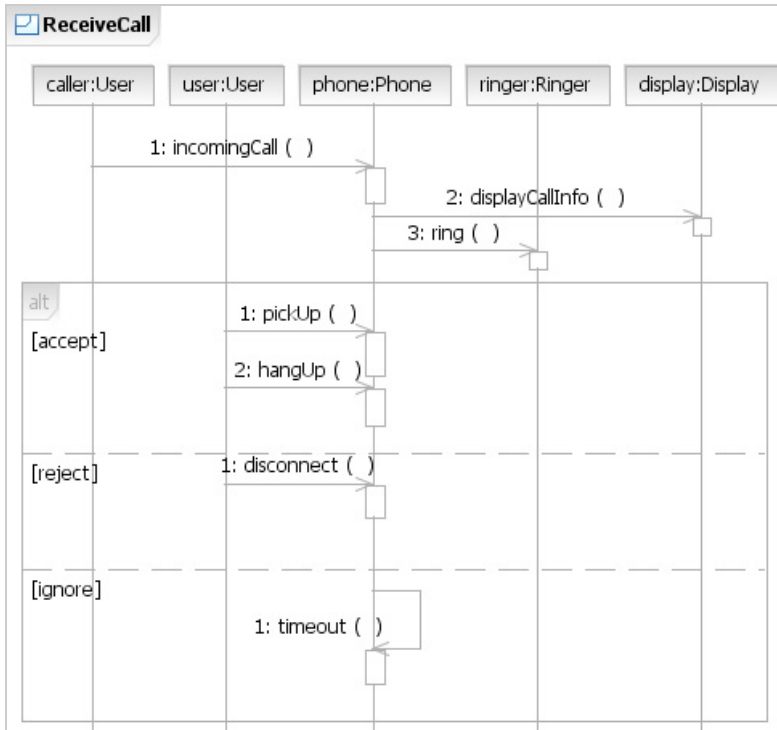 ReceiveCall
caller:User
user:User
phone:Phone
ringer:Ringer
display:Display
1: incomingCall ( )
2: displayCallInfo ( )
3: ring ( )
alt
[accept]
1: pickUp ( )
2: hangUp ( )
[reject]
1: disconnect ( )
[ignore]
1: timeout ( )